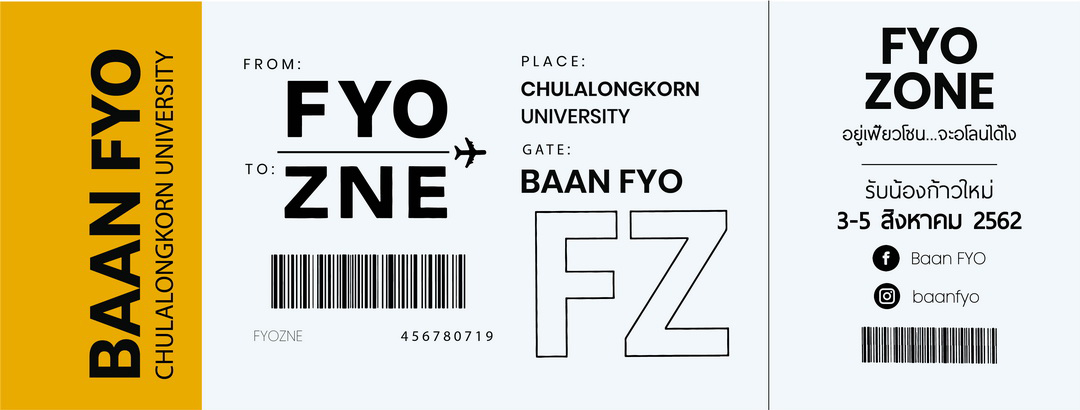 BAAN FYO
CHULALONGKORN UNIVERSITY
FROM:
FYO
TO:
ZNE
FYOZNE
456780719
PLACE:
CHULALONGKORN
UNIVERSITY
GATE:
BAAN FYO
FZ
FYO
ZONE
อยู่เฟียวโซน...จะอโลนได้ไง
รับน้องก้าวใหม่
3-5 สิงหาคม 2562
f Baan FYO
baanfyo